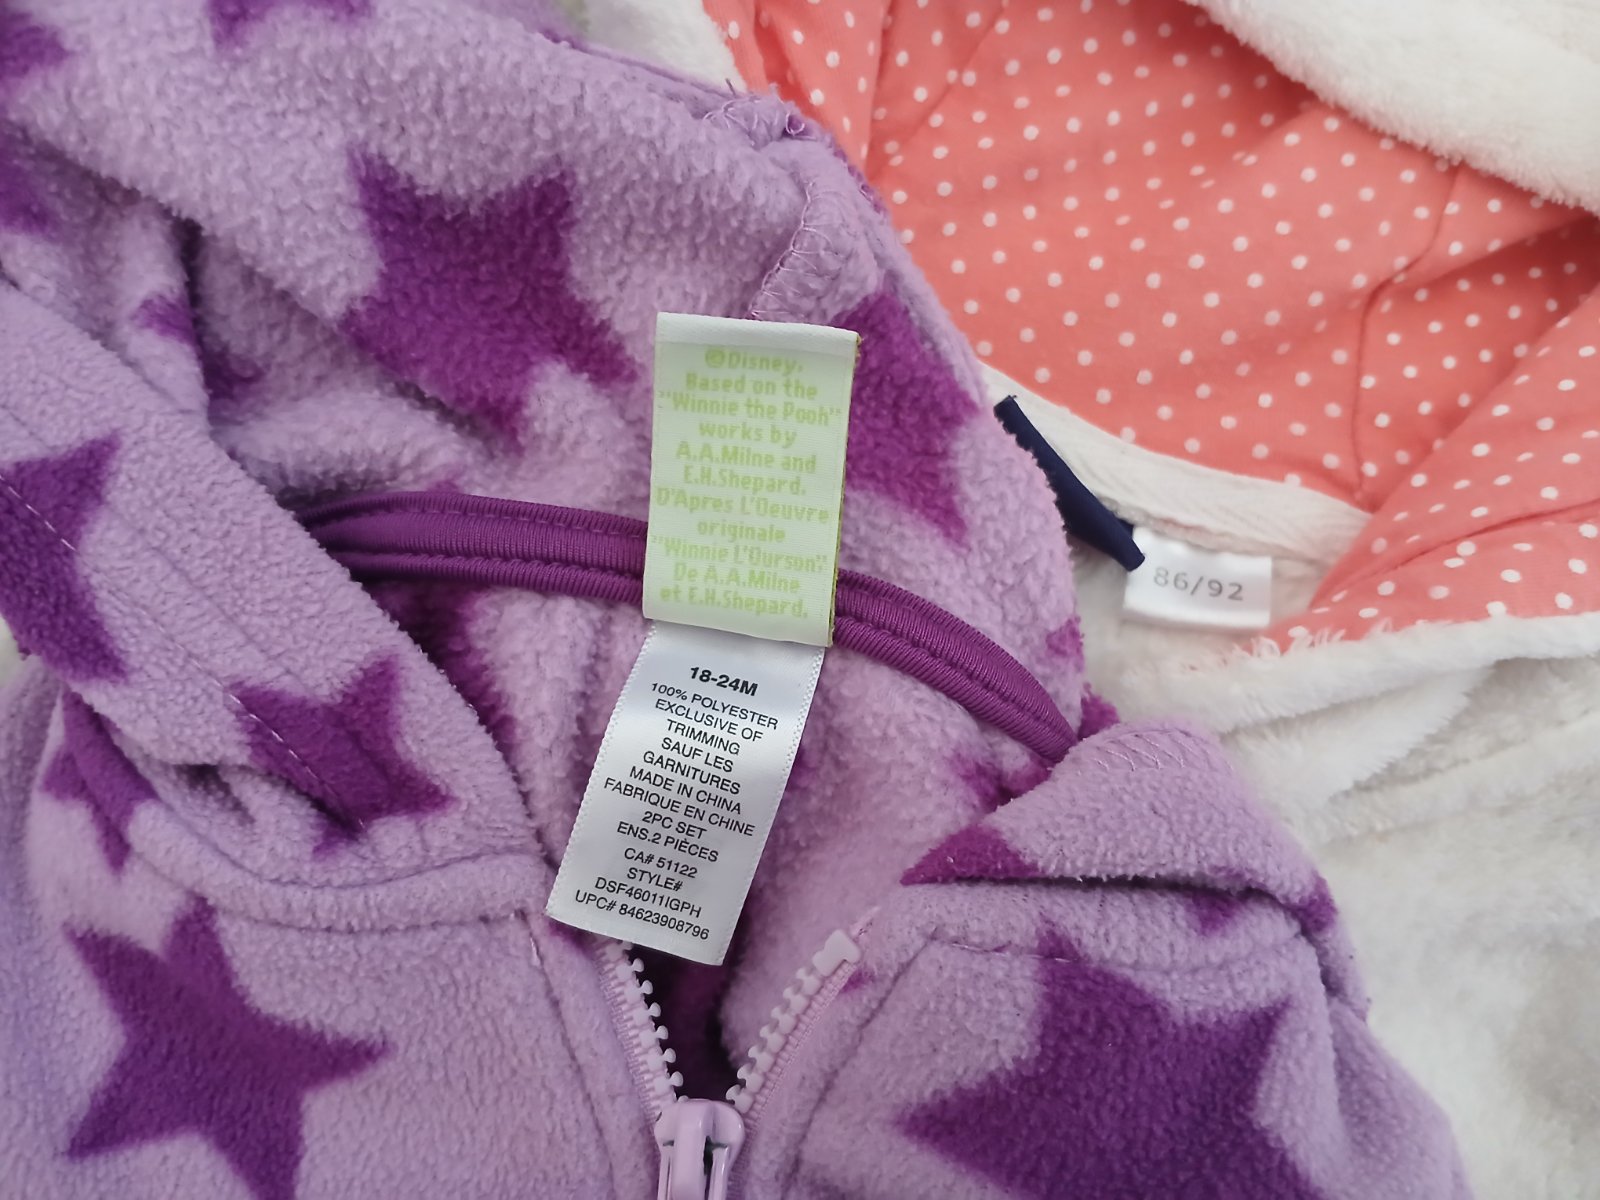 ©Disney.
Based on the
"Winnie the Pooh"
works by
A.A.Milne and
E.H.Shepard.
D'Apres L'Oeuvre
originale
"Winnie L'Ourson".
De A.A.Milne
et E.H.Shepard.
18-24M
100% POLYESTER
EXCLUSIVE OF
TRIMMING
SAUF LES
GARNITURES
MADE IN CHINA
FABRIQUE EN CHINE
2PC SET
ENS.2 PIÈCES
CA# 51122
STYLE#
DSF46011IGPH
UPC# 84623908796
86/92